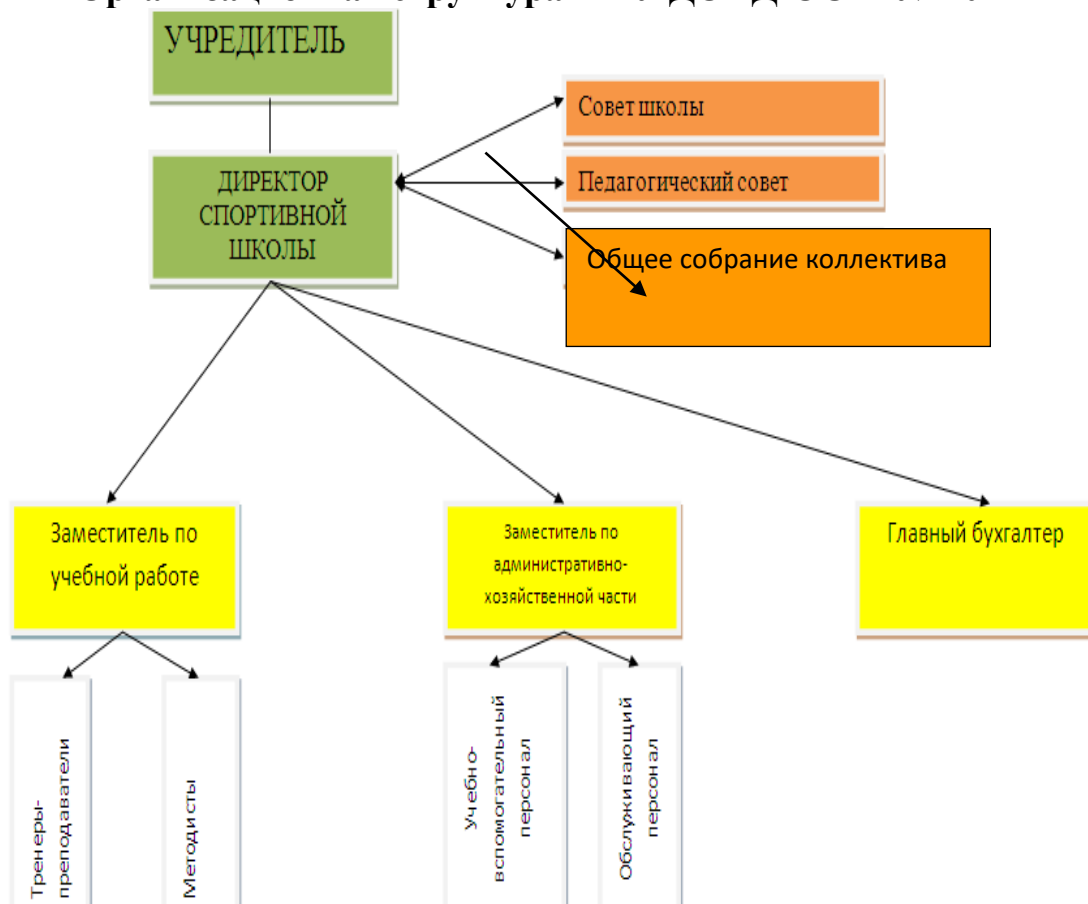 УЧРЕДИТЕЛЬ
Совет школы
ДИРЕКТОР
СПОРТИВНОЙ
ШКОЛЫ
Педагогический совет
Общее собрание коллектива
Заместитель по
учебной работе
Заместитель по
административно-
хозяйственной части
Главный бухгалтер
Тренеры-
преподаватели
Методисты
Учебно-
вспомогательный
персонал
Обслуживающий
персонал